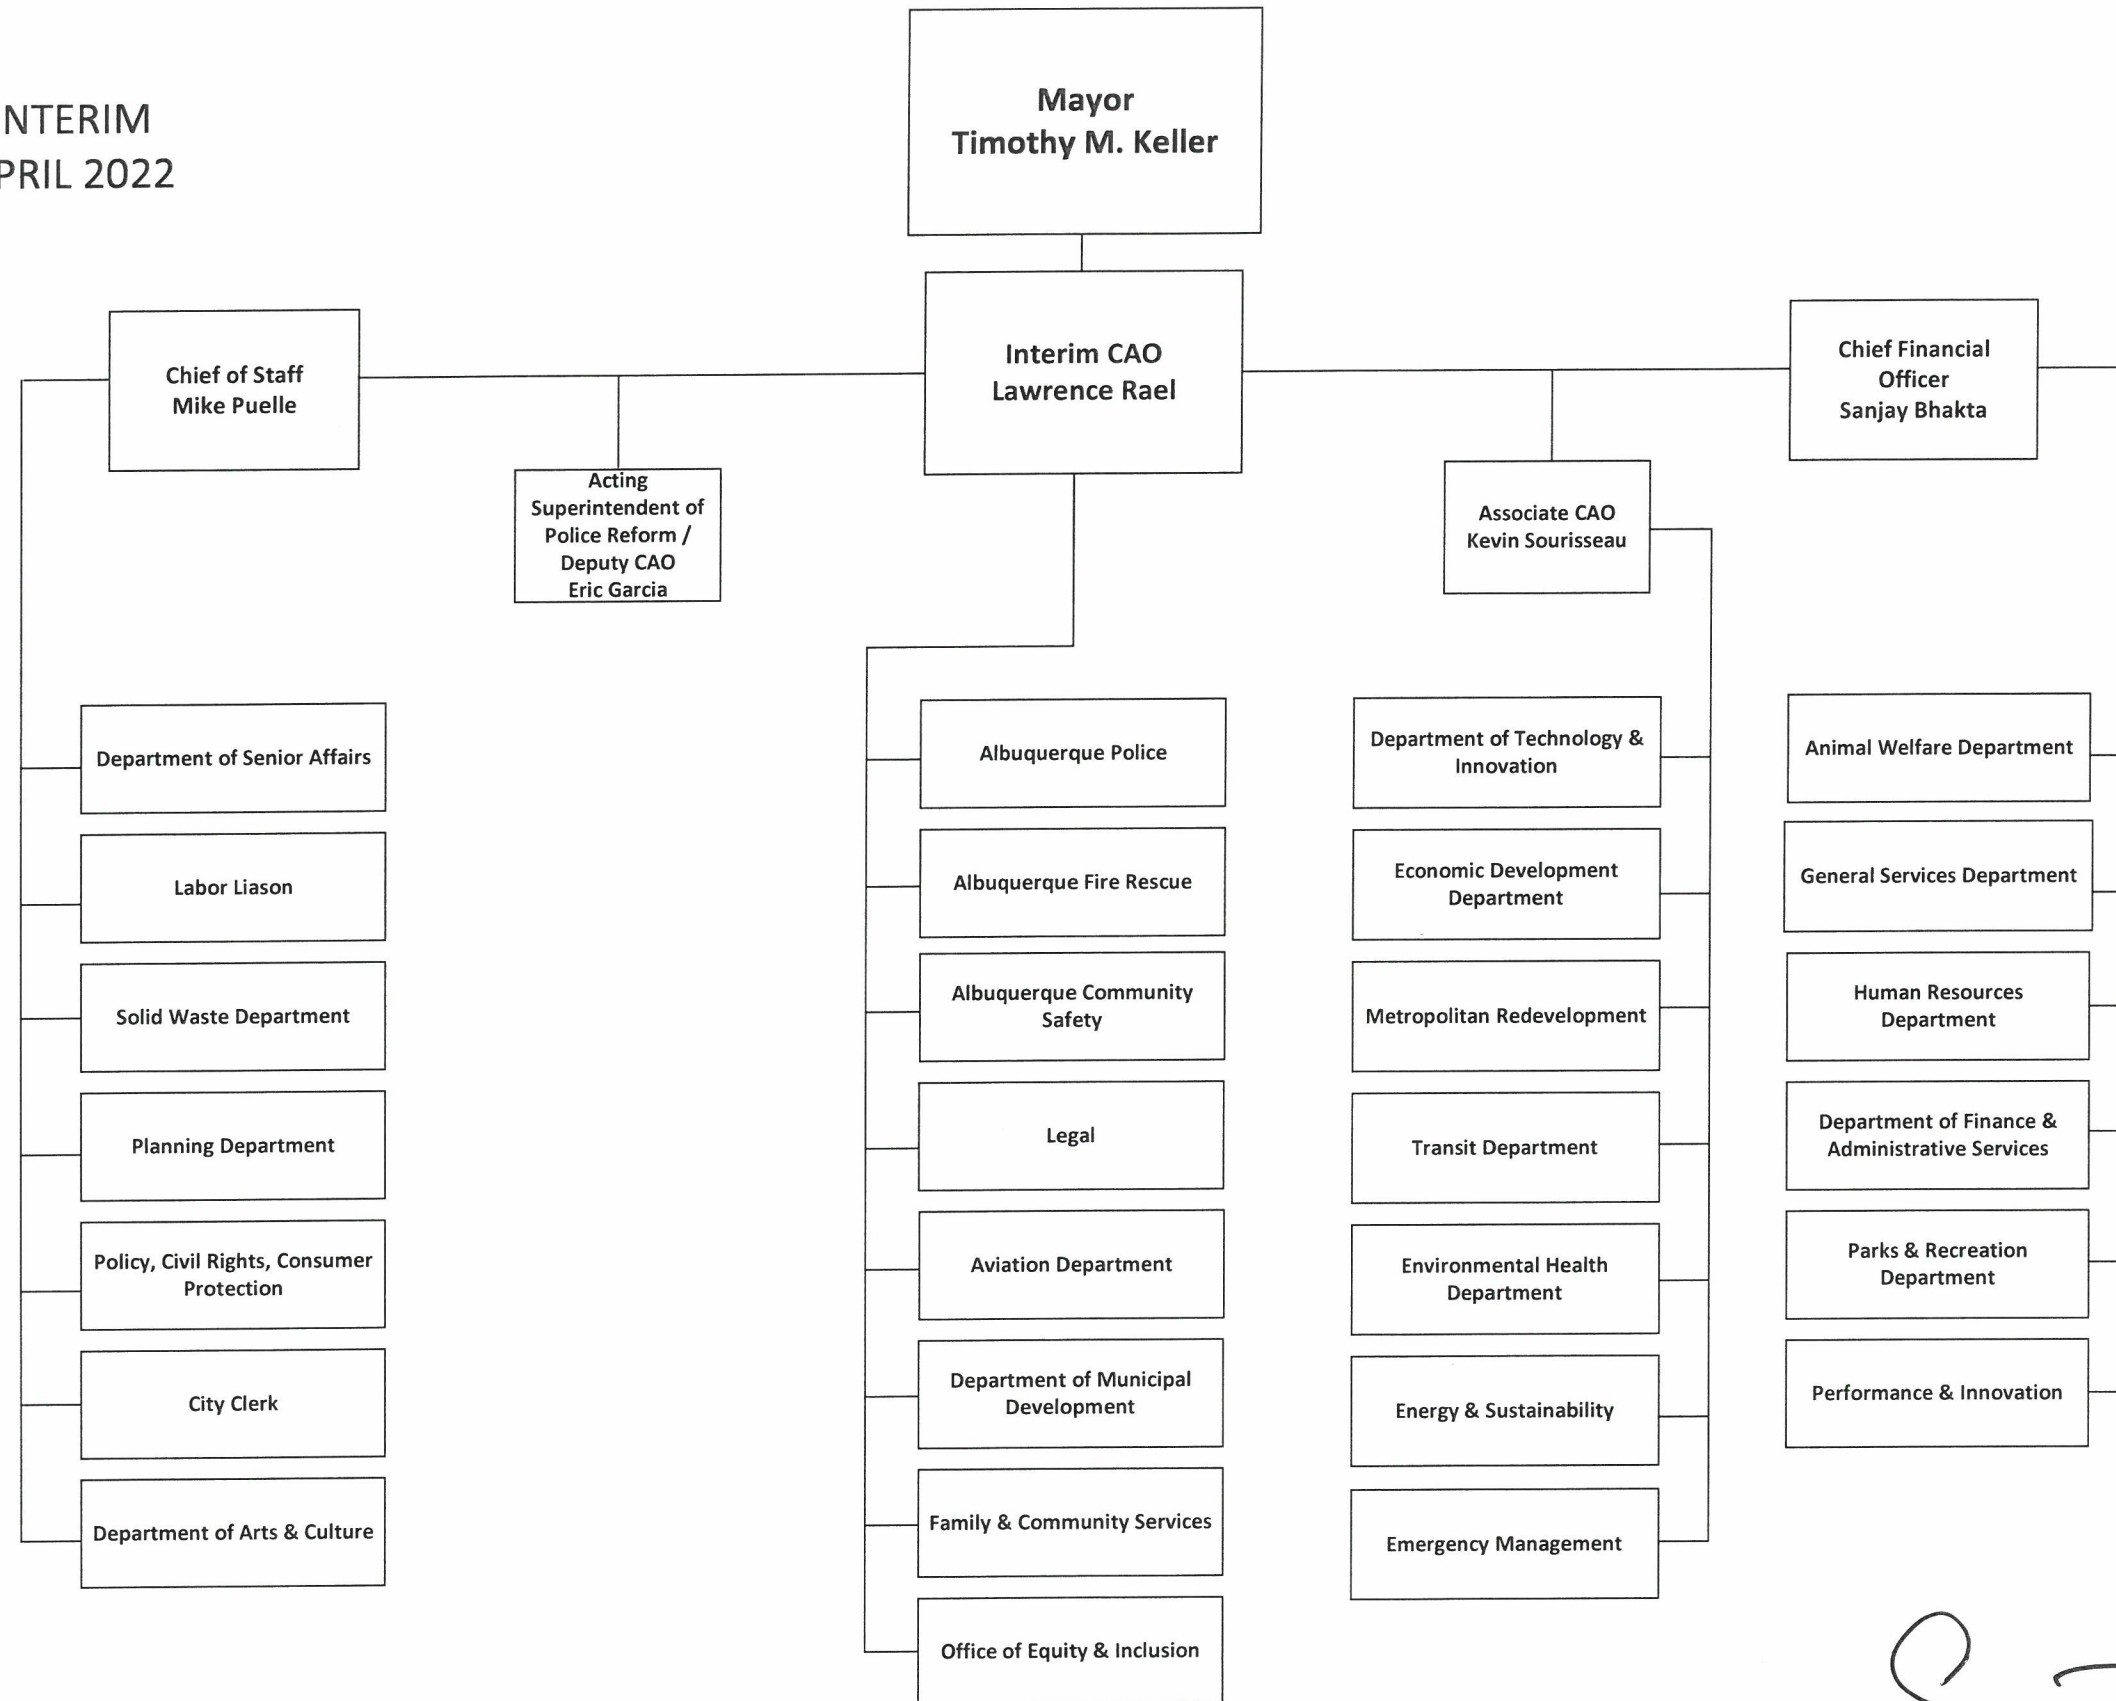 NTERIM
PRIL 2022
Mayor
Timothy M. Keller
Chief of Staff
Mike Puelle
Interim CAO
Lawrence Rael
Chief Financial
Officer
Sanjay Bhakta
Acting
Superintendent of
Police Reform /
Deputy CAO
Eric Garcia
Associate CAO
Kevin Sourisseau
Department of Senior Affairs
Labor Liason
Solid Waste Department
Planning Department
Policy, Civil Rights, Consumer
Protection
City Clerk
Department of Arts & Culture
Albuquerque Police
Albuquerque Fire Rescue
Albuquerque Community
Safety
Legal
Aviation Department
Department of Municipal
Development
Family & Community Services
Office of Equity & Inclusion
Department of Technology &
Innovation
Economic Development
Department
Metropolitan Redevelopment
Transit Department
Environmental Health
Department
Energy & Sustainability
Emergency Management
Animal Welfare Department
General Services Department
Human Resources
Department
Department of Finance &
Administrative Services
Parks & Recreation
Department
Performance & Innovation